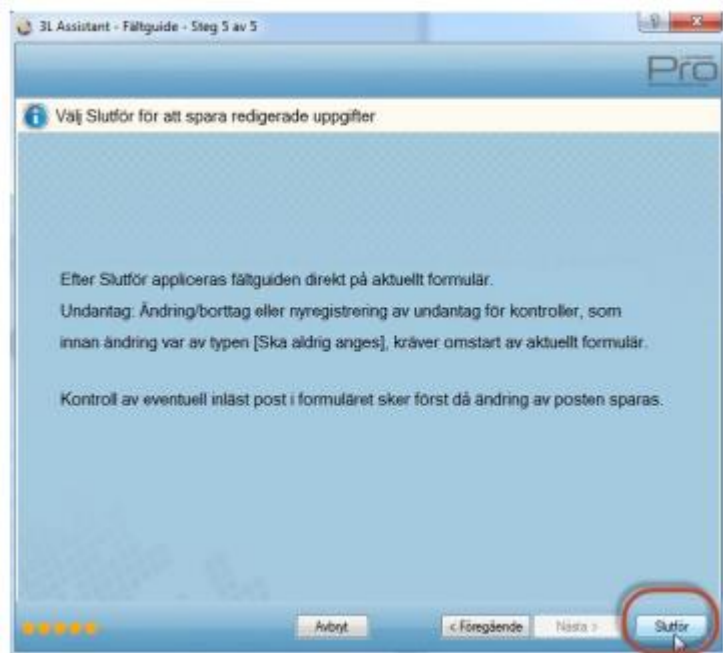 3L Assistant - Fältguide - Steg 5 av 5
Pro
Välj Slutför för att spara redigerade uppgifter
Efter Slutför appliceras fältguiden direkt på aktuellt formulär.
Undantag: Ändring/borttag eller nyregistrering av undantag för kontroller, som
innan ändring var av typen [Ska aldrig anges], kräver omstart av aktuellt formulär.
Kontroll av eventuell inläst post i formuläret sker först då ändring av posten sparas.
Avbryt
< Föregående
Nästa >
Slutför